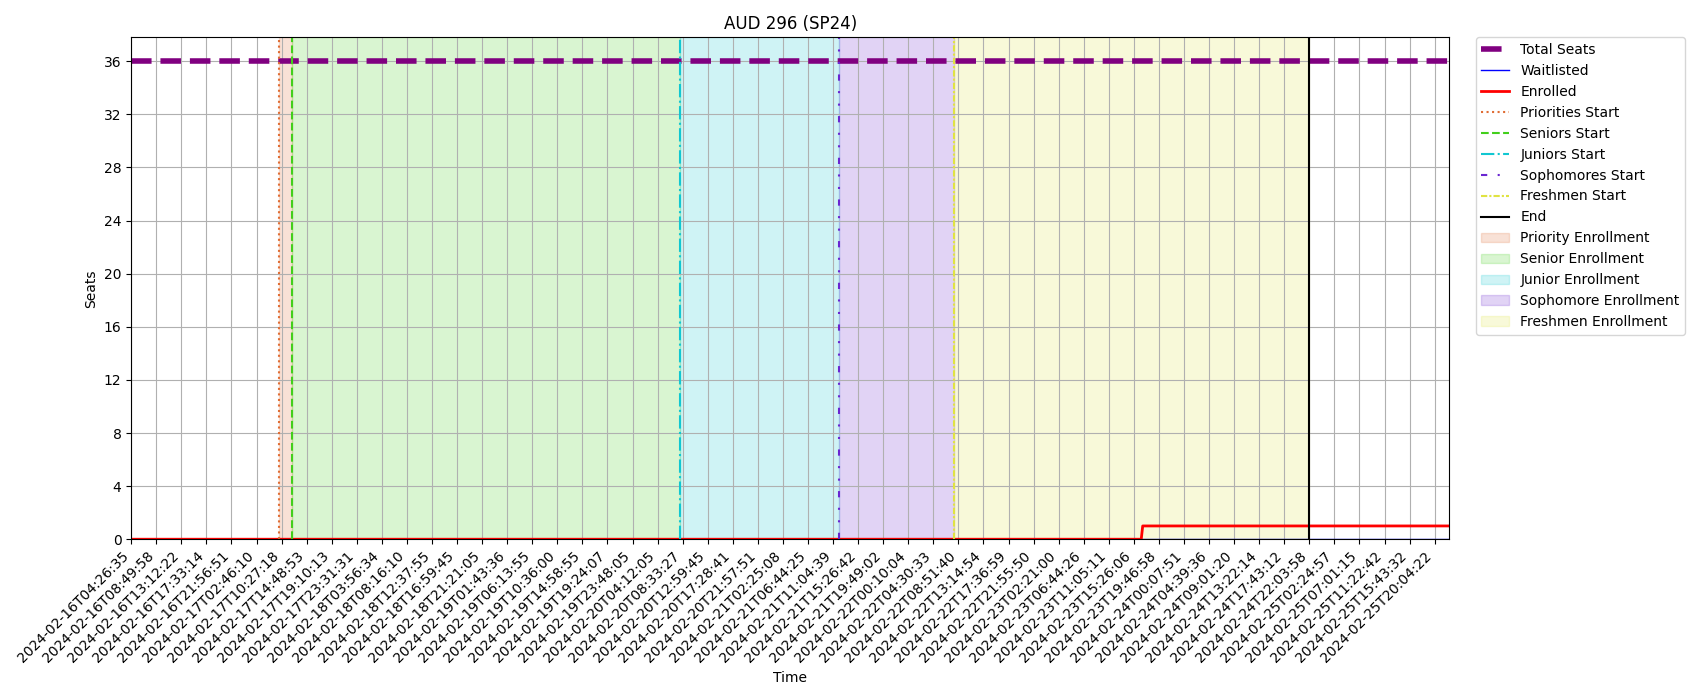 AUD 296 (SP24)
Seats
36
32
28
24
20
16
12
8
4
0
2024-02-16T04:26:35
2024-02-16T08:49:58
2024-02-16T13:12:22
2024-02-16T17:33:14
2024-02-16T21:56:51
2024-02-17T02:46:10
2024-02-17T10:27:18
2024-02-17T14:48:53
2024-02-17T19:10:13
2024-02-17T23:31:31
2024-02-18T03:56:34
2024-02-18T08:16:10
2024-02-18T12:37:55
2024-02-18T16:59:45
2024-02-18T21:21:05
2024-02-19T01:43:36
2024-02-19T06:13:55
2024-02-19T10:36:00
2024-02-19T14:58:55
2024-02-19T19:24:07
2024-02-19T23:48:05
2024-02-20T04:12:05
2024-02-20T08:33:27
2024-02-20T12:59:45
2024-02-20T17:28:41
2024-02-20T21:57:51
2024-02-21T02:25:08
2024-02-21T06:44:25
2024-02-21T11:04:39
2024-02-21T15:26:42
2024-02-21T19:49:02
2024-02-22T00:10:04
2024-02-22T04:30:33
2024-02-22T08:51:40
2024-02-22T13:14:54
2024-02-22T17:36:59
2024-02-22T21:55:50
2024-02-23T02:21:00
2024-02-23T06:44:26
2024-02-23T11:05:11
2024-02-23T15:26:06
2024-02-23T19:46:58
2024-02-24T00:07:51
2024-02-24T04:39:36
2024-02-24T09:01:20
2024-02-24T13:22:14
2024-02-24T17:43:12
2024-02-24T22:03:58
2024-02-25T02:24:57
2024-02-25T07:01:15
2024-02-25T11:22:42
2024-02-25T15:43:32
2024-02-25T20:04:22
Time
Total Seats
Waitlisted
Enrolled
Priorities Start
Seniors Start
Juniors Start
Sophomores Start
Freshmen Start
End
Priority Enrollment
Senior Enrollment
Junior Enrollment
Sophomore Enrollment
Freshmen Enrollment